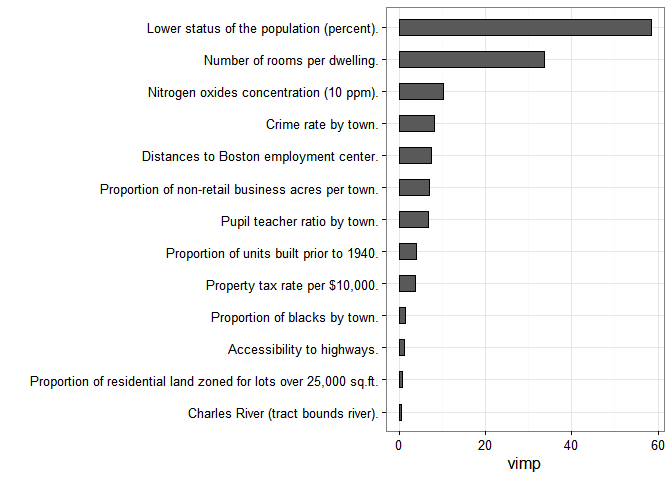 Lower status of the population (percent).
Number of rooms per dwelling.
Nitrogen oxides concentration (10 ppm).
Crime rate by town.
Distances to Boston employment center.
Proportion of non-retail business acres per town.
Pupil teacher ratio by town.
Proportion of units built prior to 1940.
Property tax rate per $10,000.
Proportion of blacks by town.
Accessibility to highways.
Proportion of residential land zoned for lots over 25,000 sq.ft.
Charles River (tract bounds river).
0 20 40 60
vimp